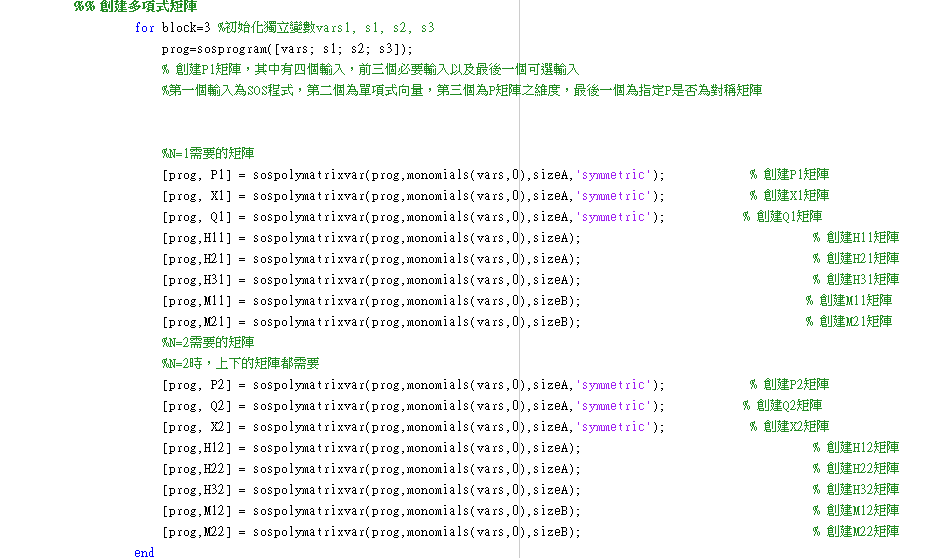 %% 創建多項式矩陣
for block=3 %初始化獨立變數vars1, s1, s2, s3
prog=sosprogram([vars; s1; s2; s3]);
% 創建P1矩陣，其中有四個輸入，前三個必要輸入以及最後一個可選輸入
%第一個輸入為SOS程式，第二個為單項式向量，第三個為P矩陣之維度，最後一個為指定P是否為對稱矩陣
%N=1需要的矩陣
[prog, P1] = sospolymatrixvar(prog,monomials(vars,0),sizeA,'symmetric'); % 創建P1矩陣
[prog, X1] = sospolymatrixvar(prog,monomials(vars,0),sizeA,'symmetric'); % 創建X1矩陣
[prog, Q1] = sospolymatrixvar(prog,monomials(vars,0),sizeA,'symmetric'); % 創建Q1矩陣
[prog,H11] = sospolymatrixvar(prog,monomials(vars,0),sizeA); % 創建H11矩陣
[prog,H21] = sospolymatrixvar(prog,monomials(vars,0),sizeA); % 創建H21矩陣
[prog,H31] = sospolymatrixvar(prog,monomials(vars,0),sizeA); % 創建H31矩陣
[prog,M11] = sospolymatrixvar(prog,monomials(vars,0),sizeB); % 創建M11矩陣
[prog,M21] = sospolymatrixvar(prog,monomials(vars,0),sizeB); % 創建M21矩陣
%N=2需要的矩陣
%N=2時，上下的矩陣都需要
[prog, P2] = sospolymatrixvar(prog,monomials(vars,0),sizeA,'symmetric'); % 創建P2矩陣
[prog, Q2] = sospolymatrixvar(prog,monomials(vars,0),sizeA,'symmetric'); % 創建Q2矩陣
[prog, X2] = sospolymatrixvar(prog,monomials(vars,0),sizeA,'symmetric'); % 創建X2矩陣
[prog,H12] = sospolymatrixvar(prog,monomials(vars,0),sizeA); % 創建H12矩陣
[prog,H22] = sospolymatrixvar(prog,monomials(vars,0),sizeA); % 創建H22矩陣
[prog,H32] = sospolymatrixvar(prog,monomials(vars,0),sizeA); % 創建H32矩陣
[prog,M12] = sospolymatrixvar(prog,monomials(vars,0),sizeB); % 創建M12矩陣
[prog,M22] = sospolymatrixvar(prog,monomials(vars,0),sizeB); % 創建M22矩陣
end